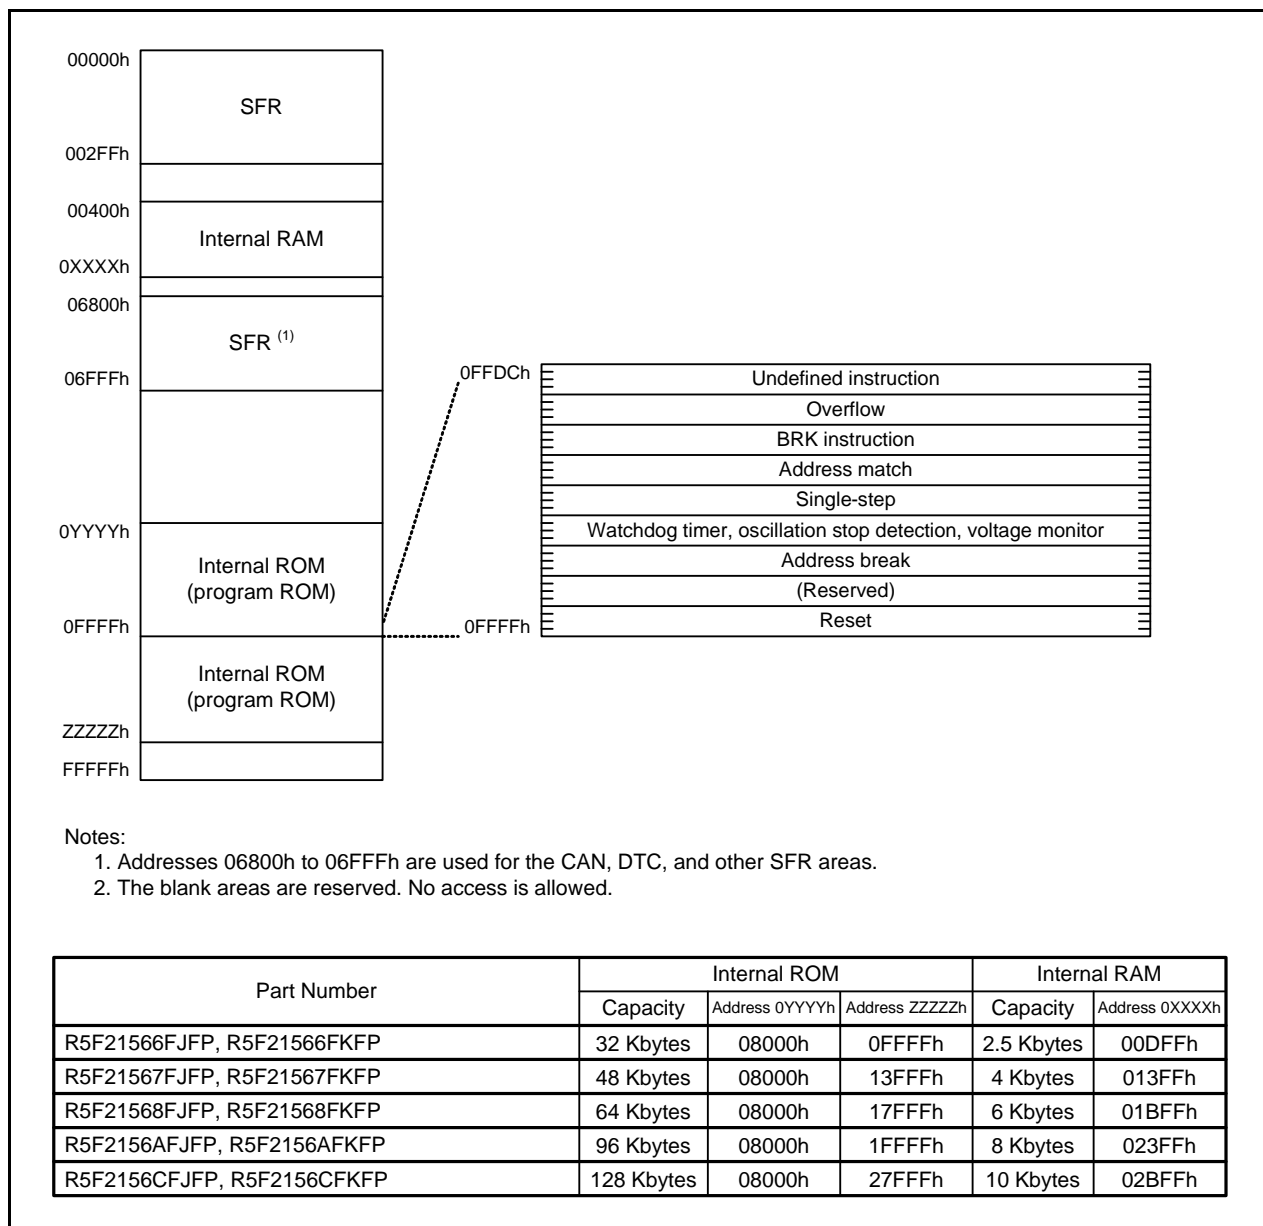 00000h
SFR
002FFh
00400h
Internal RAM
0XXXXh
06800h
SFR (1)
06FFFh
0YYYYh
Internal ROM
(program ROM)
0FFFFh
Internal ROM
(program ROM)
ZZZZZh
FFFFFh
0FFDCh
Undefined instruction
Overflow
BRK instruction
Address match
Single-step
Watchdog timer, oscillation stop detection, voltage monitor
Address break
(Reserved)
0FFFFh
Reset
Notes:
1. Addresses 06800h to 06FFFh are used for the CAN, DTC, and other SFR areas.
2. The blank areas are reserved. No access is allowed.
Part Number Internal ROM Internal RAM
Capacity Address 0YYYYh Address ZZZZZh Capacity Address 0XXXXh
R5F21566FJFP, R5F21566FKFP 32 Kbytes 08000h 0FFFFh 2.5 Kbytes 00DFFh
R5F21567FJFP, R5F21567FKFP 48 Kbytes 08000h 13FFFh 4 Kbytes 013FFh
R5F21568FJFP, R5F21568FKFP 64 Kbytes 08000h 17FFFh 6 Kbytes 01BFFh
R5F2156AFJFP, R5F2156AFKFP 96 Kbytes 08000h 1FFFFh 8 Kbytes 023FFh
R5F2156CFJFP, R5F2156CFKFP 128 Kbytes 08000h 27FFFh 10 Kbytes 02BFFh